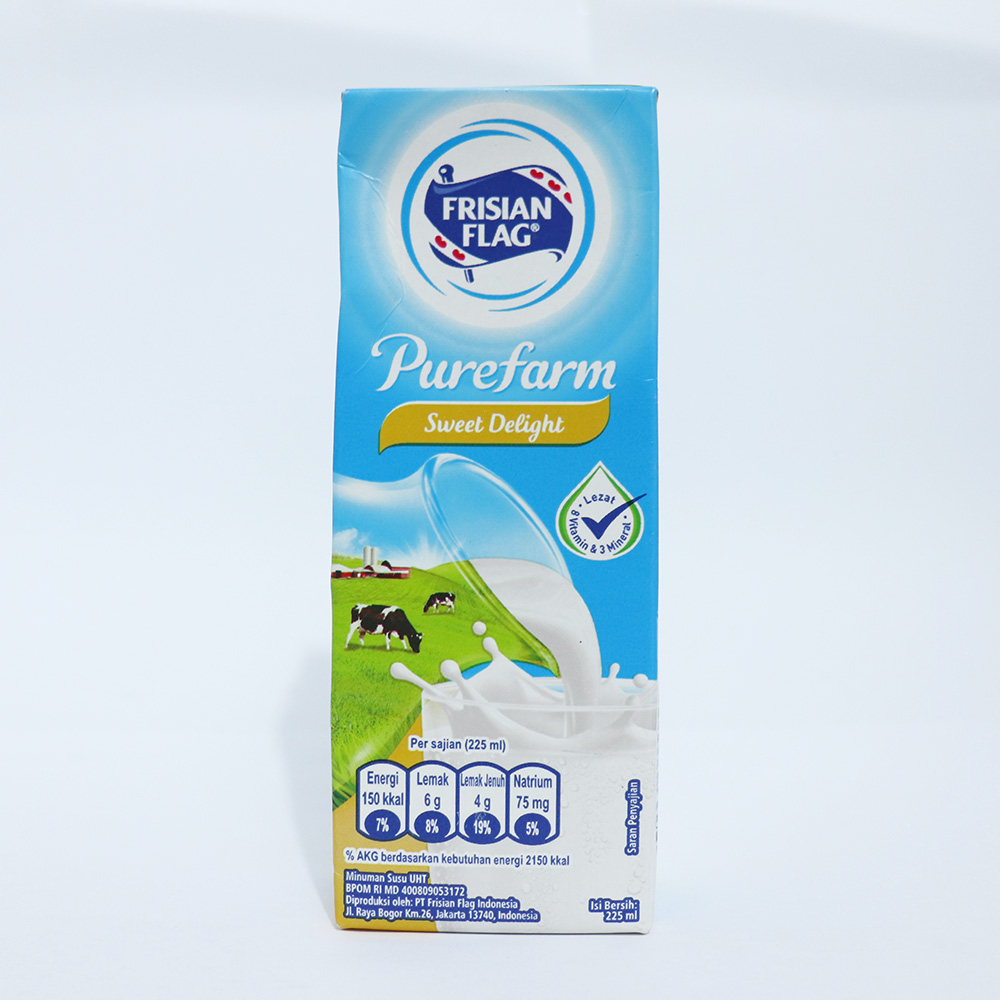 FRISIAN
FLAG®
Purefarm
Sweet Delight
Lezat
8 Vitamin & 3 Mineral
Per sajian (225 ml)
Energi
150 kkal
7%
Lemak
6 g
8%
Lemak Jenuh
4 g
19%
Natrium
75 mg
5%
Saran Penyajian
% AKG berdasarkan kebutuhan energi 2150 kkal
Minuman Susu UHT
BPOM RI MD 400809053172
Diproduksi oleh: PT Frisian Flag Indonesia
Jl. Raya Bogor Km.26, Jakarta 13740, Indonesia
Isi Bersih:
225 ml